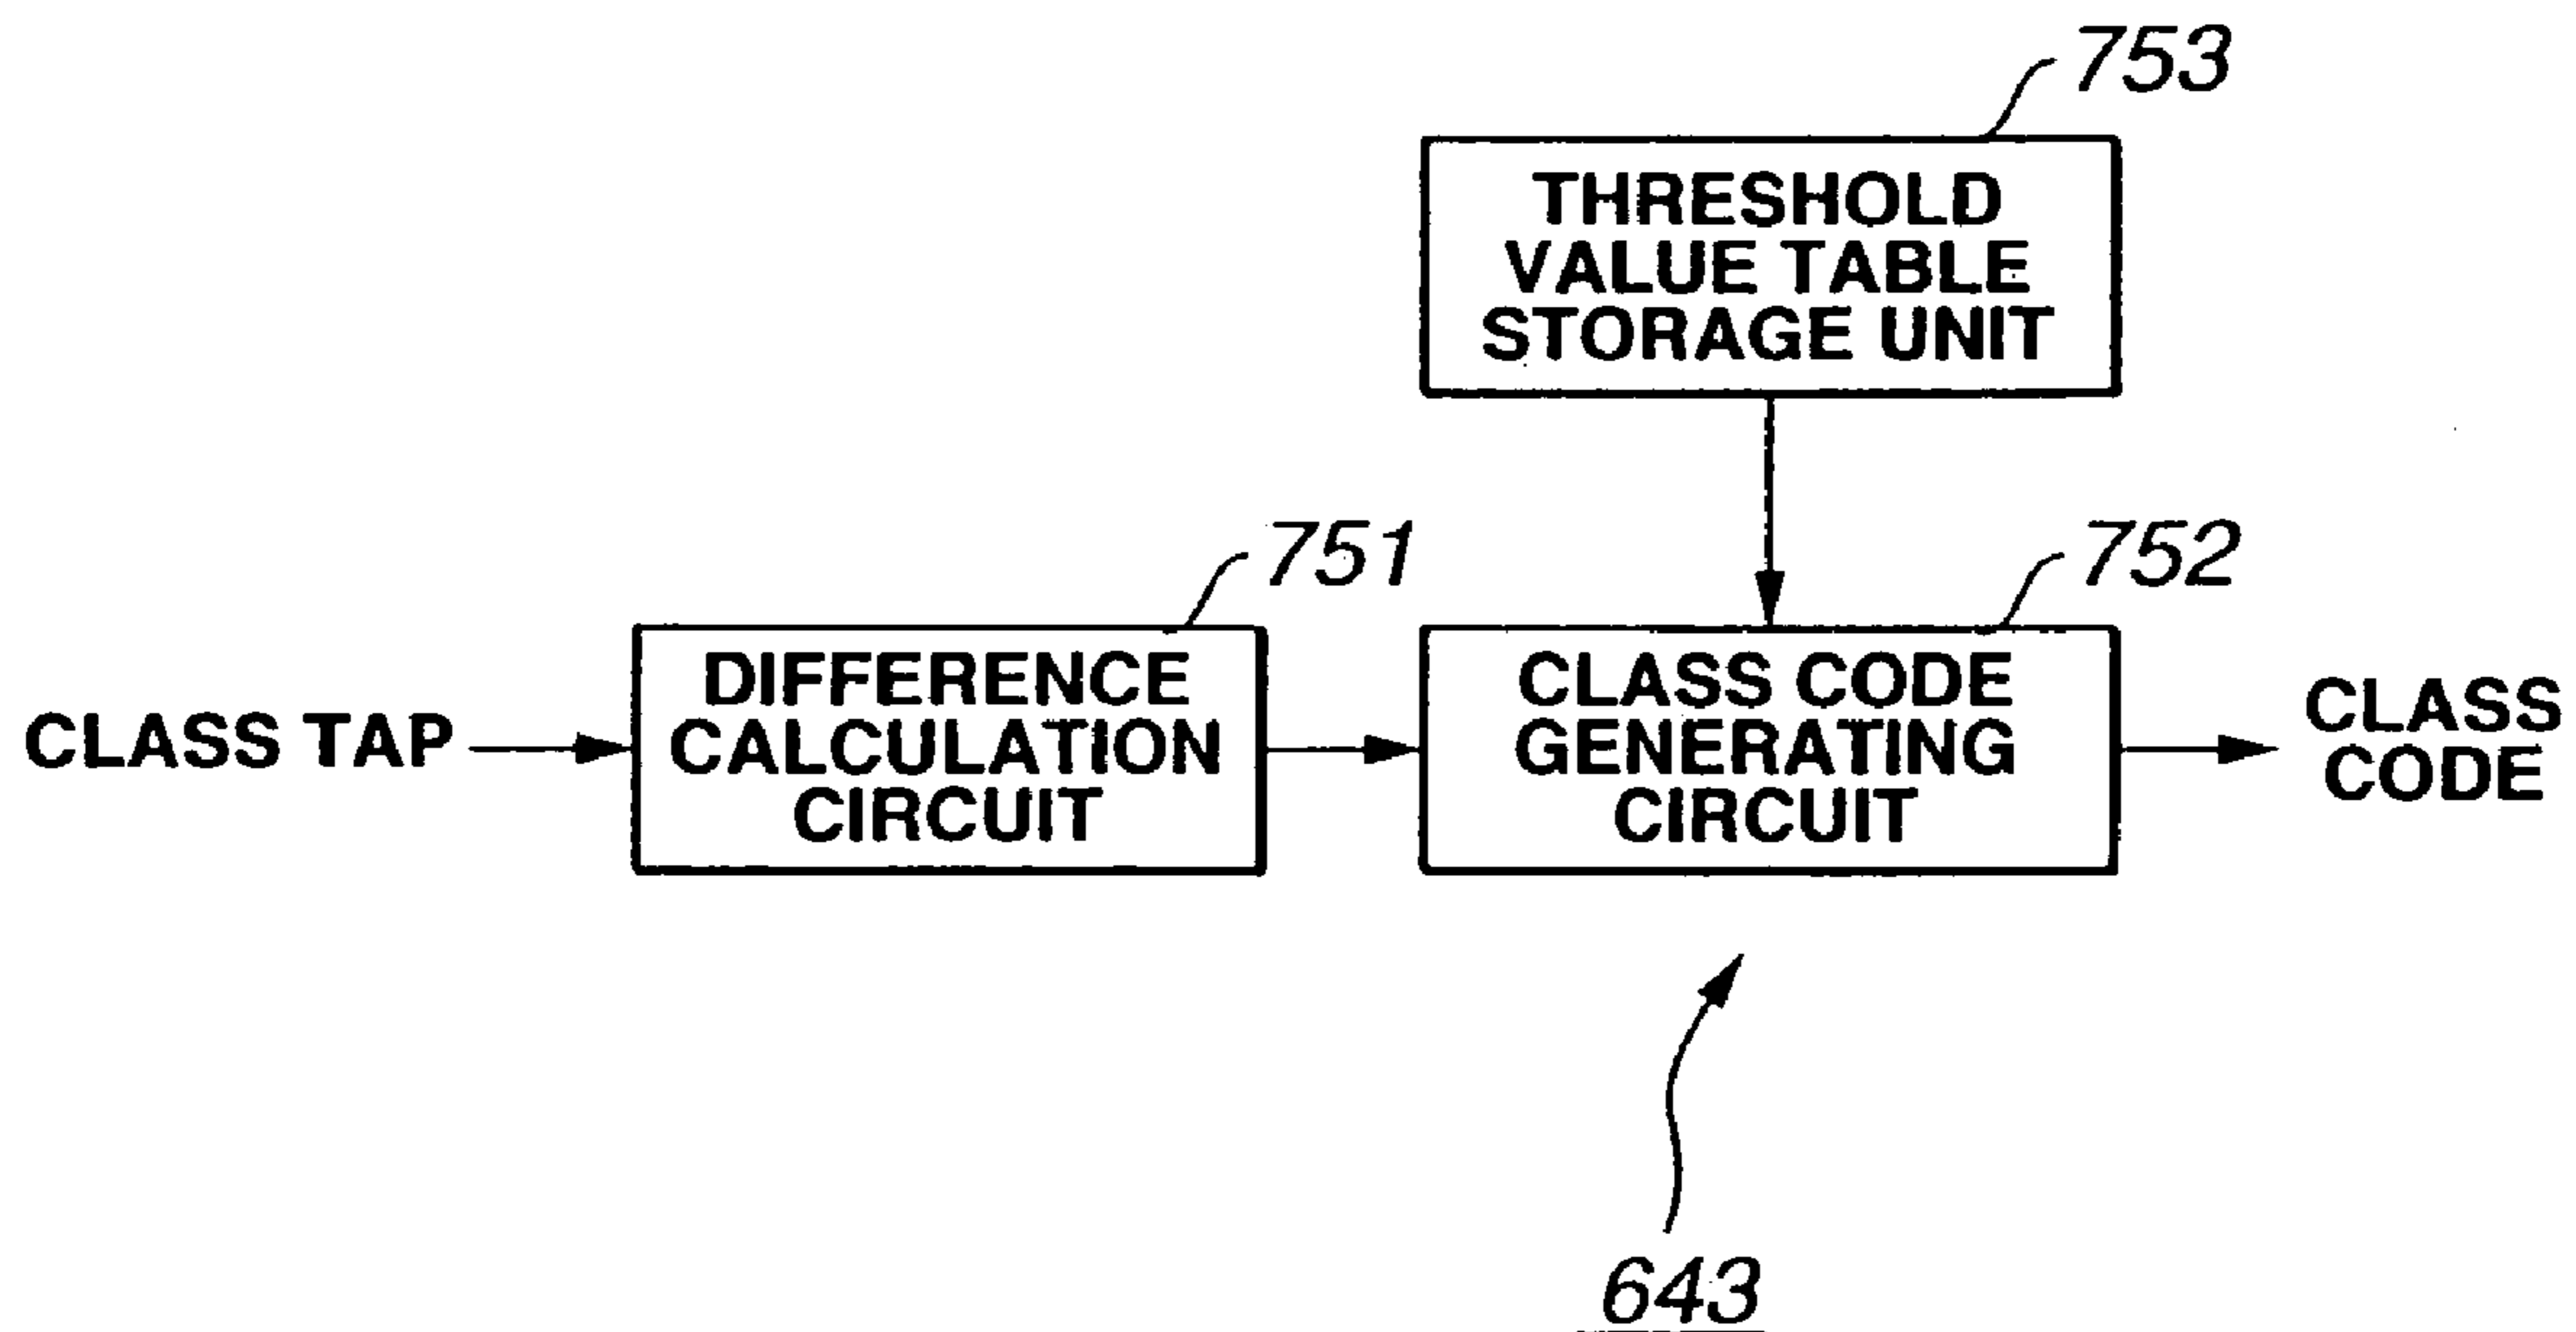 753
THRESHOLD
VALUE TABLE
STORAGE UNIT
751
752
CLASS TAP
DIFFERENCE
CALCULATION
CIRCUIT
CLASS CODE
GENERATING
CIRCUIT
CLASS
CODE
643